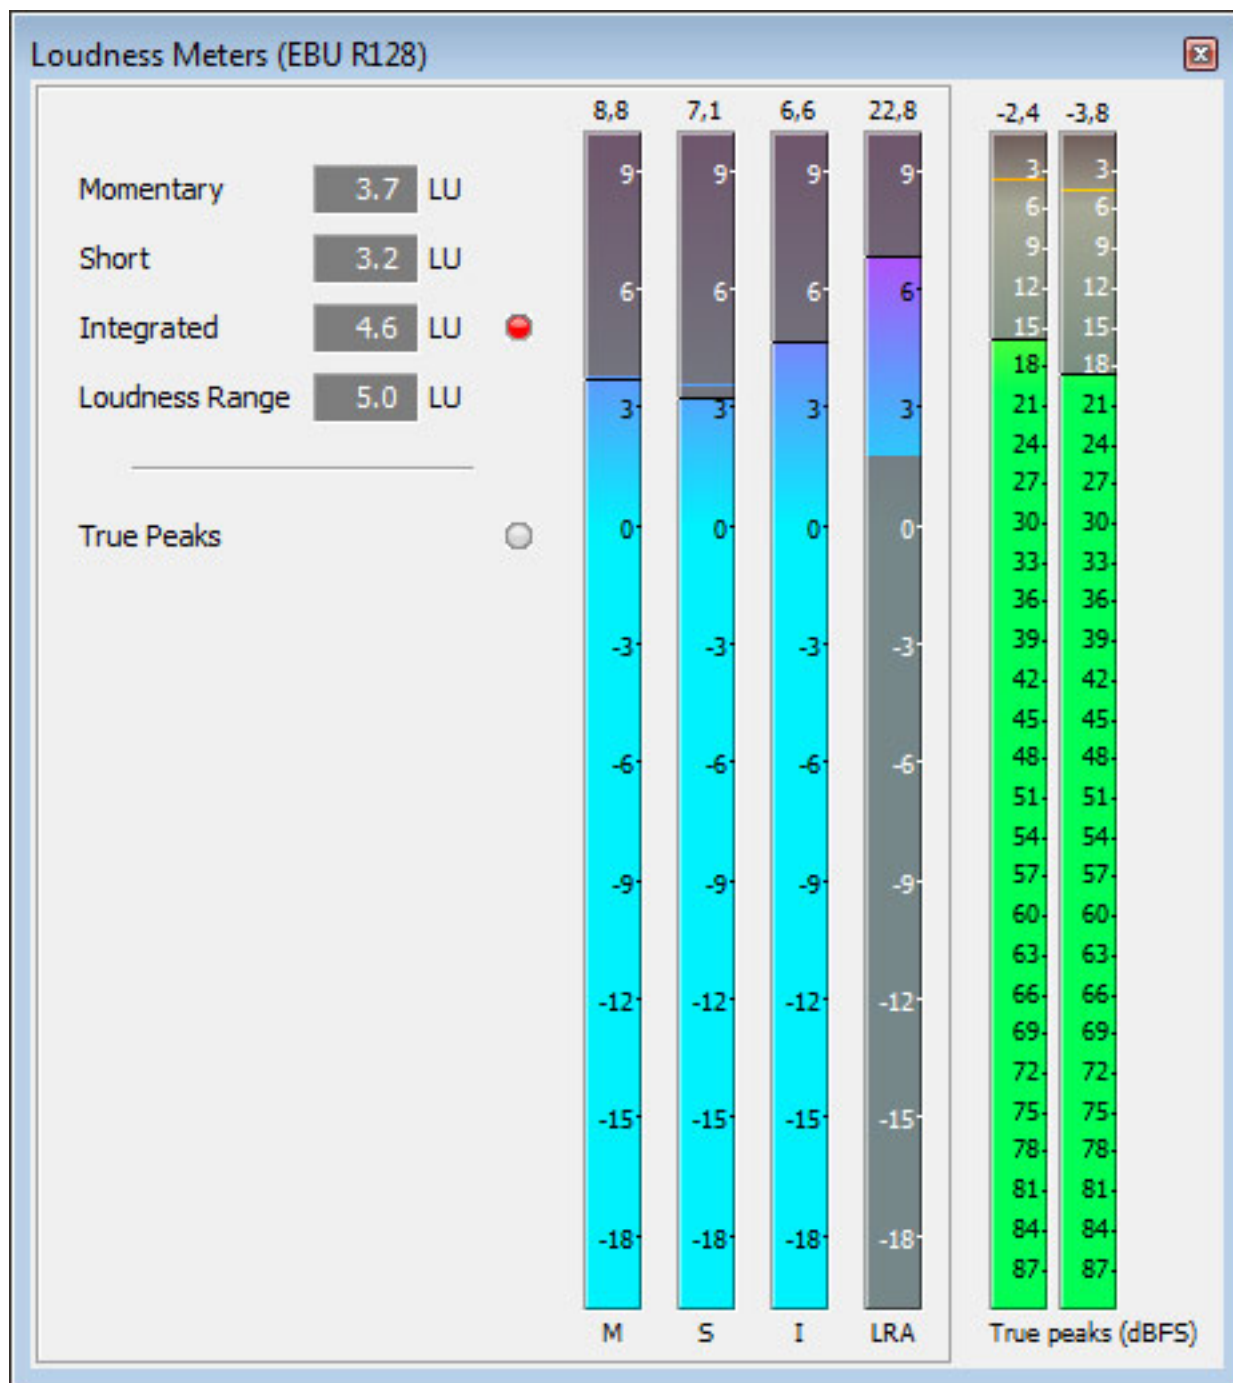 Loudness Meters (EBU R128)
8,8 7,1 6,6 22,8 -2,4 -3,8
Momentary 3.7 LU
Short 3.2 LU
Integrated 4.6 LU
Loudness Range 5.0 LU
True Peaks
9 9 9 9
6 6 6 6
3 3 3 3
0 0 0 0
-3 -3 -3 -3
-6 -6 -6 -6
-9 -9 -9 -9
-12 -12 -12 -12
-15 -15 -15 -15
-18 -18 -18 -18
M S I LRA
3 3
6 6
9 9
12 12
15 15
18 18
21 21
24 24
27 27
30 30
33 33
36 36
39 39
42 42
45 45
48 48
51 51
54 54
57 57
60 60
63 63
66 66
69 69
72 72
75 75
78 78
81 81
84 84
87 87
True peaks (dBFS)